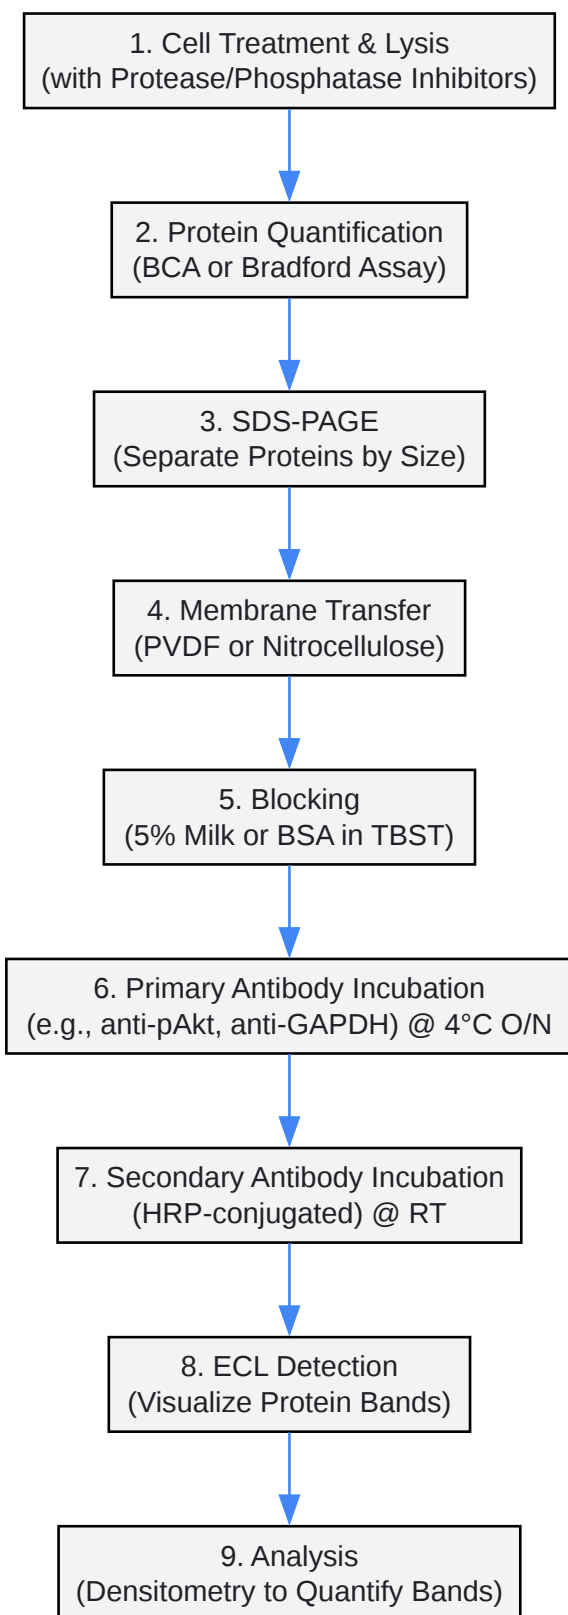 1. Cell Treatment & Lysis
(with Protease/Phosphatase Inhibitors)
2. Protein Quantification
(BCA or Bradford Assay)
3. SDS-PAGE
(Separate Proteins by Size)
4. Membrane Transfer
(PVDF or Nitrocellulose)
5. Blocking
(5% Milk or BSA in TBST)
6. Primary Antibody Incubation
(e.g., anti-pAkt, anti-GAPDH) @ 4°C O/N
7. Secondary Antibody Incubation
(HRP-conjugated) @ RT
8. ECL Detection
(Visualize Protein Bands)
9. Analysis
(Densitometry to Quantify Bands)